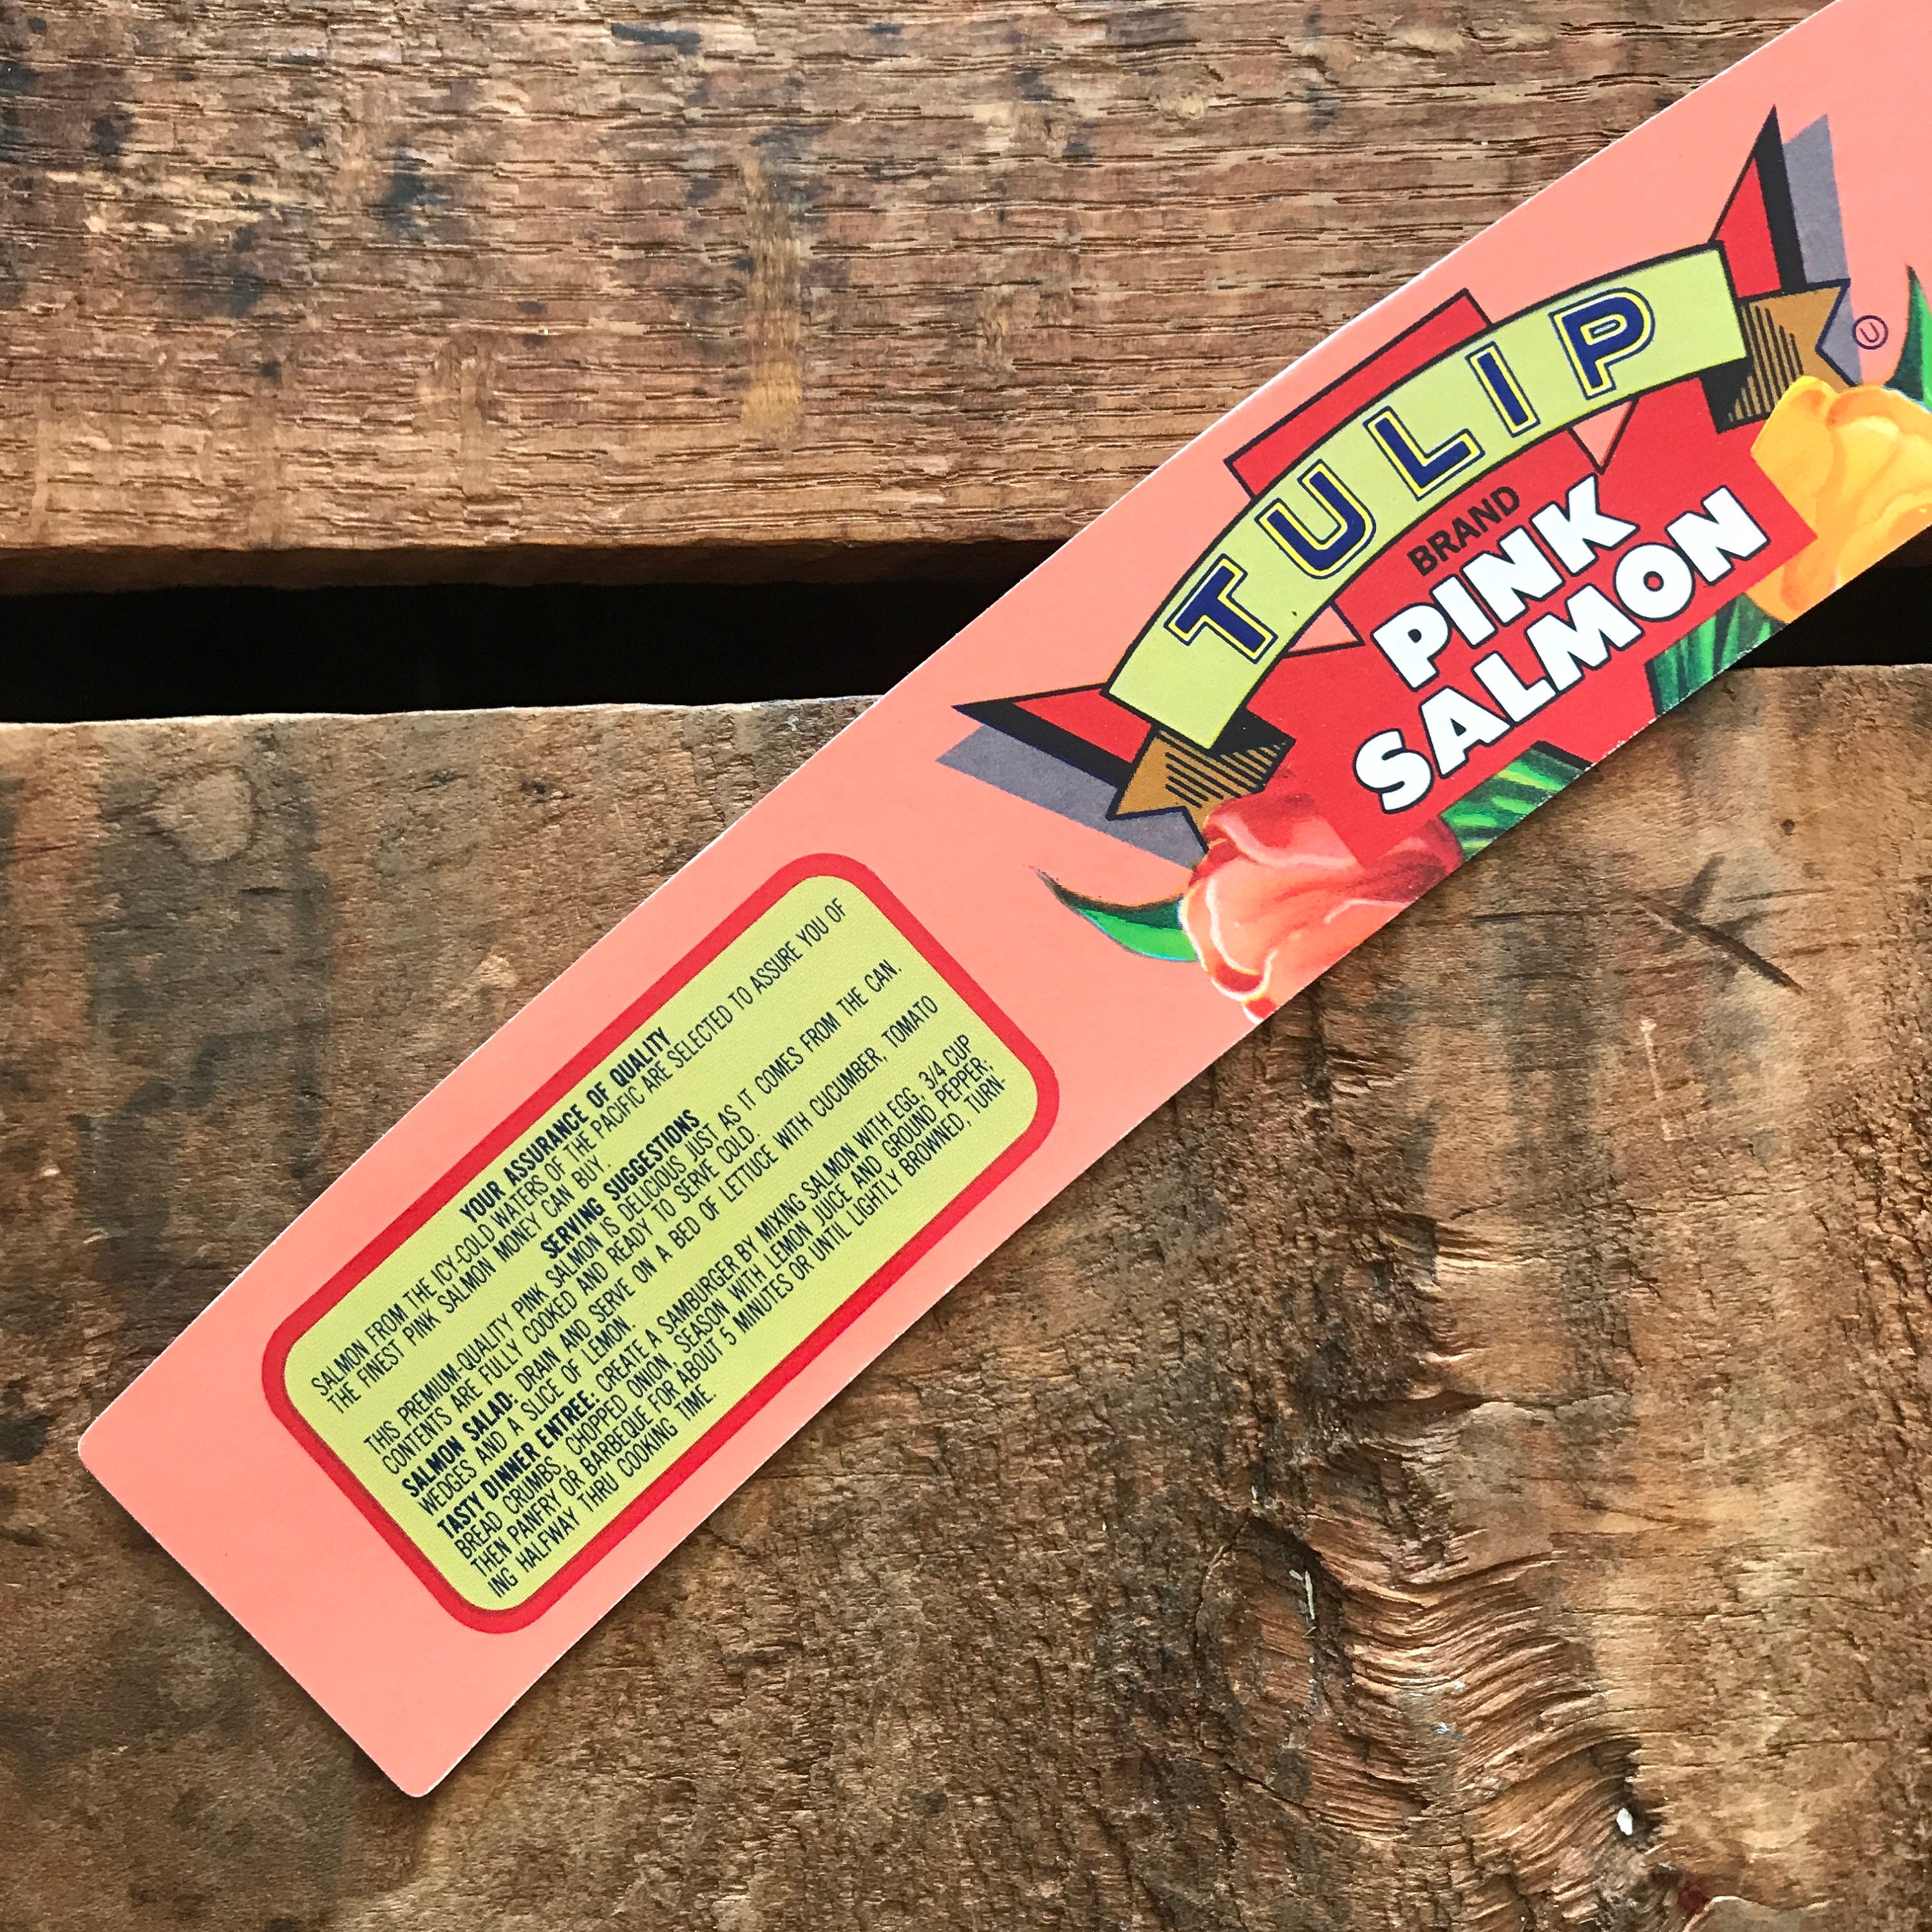 TULIP
BRAND
PINK
SALMON
U
YOUR ASSURANCE OF QUALITY
SALMON FROM THE ICY-COLD WATERS OF THE PACIFIC ARE SELECTED TO ASSURE YOU OF
THE FINEST PINK SALMON MONEY CAN BUY.
SERVING SUGGESTIONS
THIS PREMIUM-QUALITY PINK SALMON IS DELICIOUS JUST AS IT COMES FROM THE CAN.
CONTENTS ARE FULLY COOKED AND READY TO SERVE COLD.
SALMON SALAD: DRAIN AND SERVE ON A BED OF LETTUCE WITH CUCUMBER, TOMATO
WEDGES AND A SLICE OF LEMON.
TASTY DINNER ENTREE: CREATE A SAMBURGER BY MIXING SALMON WITH EGG, 3/4 CUP
BREAD CRUMBS, CHOPPED ONION, SEASON WITH LEMON JUICE AND GROUND PEPPER;
THEN PANFRY OR BARBEQUE FOR ABOUT 5 MINUTES OR UNTIL LIGHTLY BROWNED, TURN-
ING HALFWAY THRU COOKING TIME.